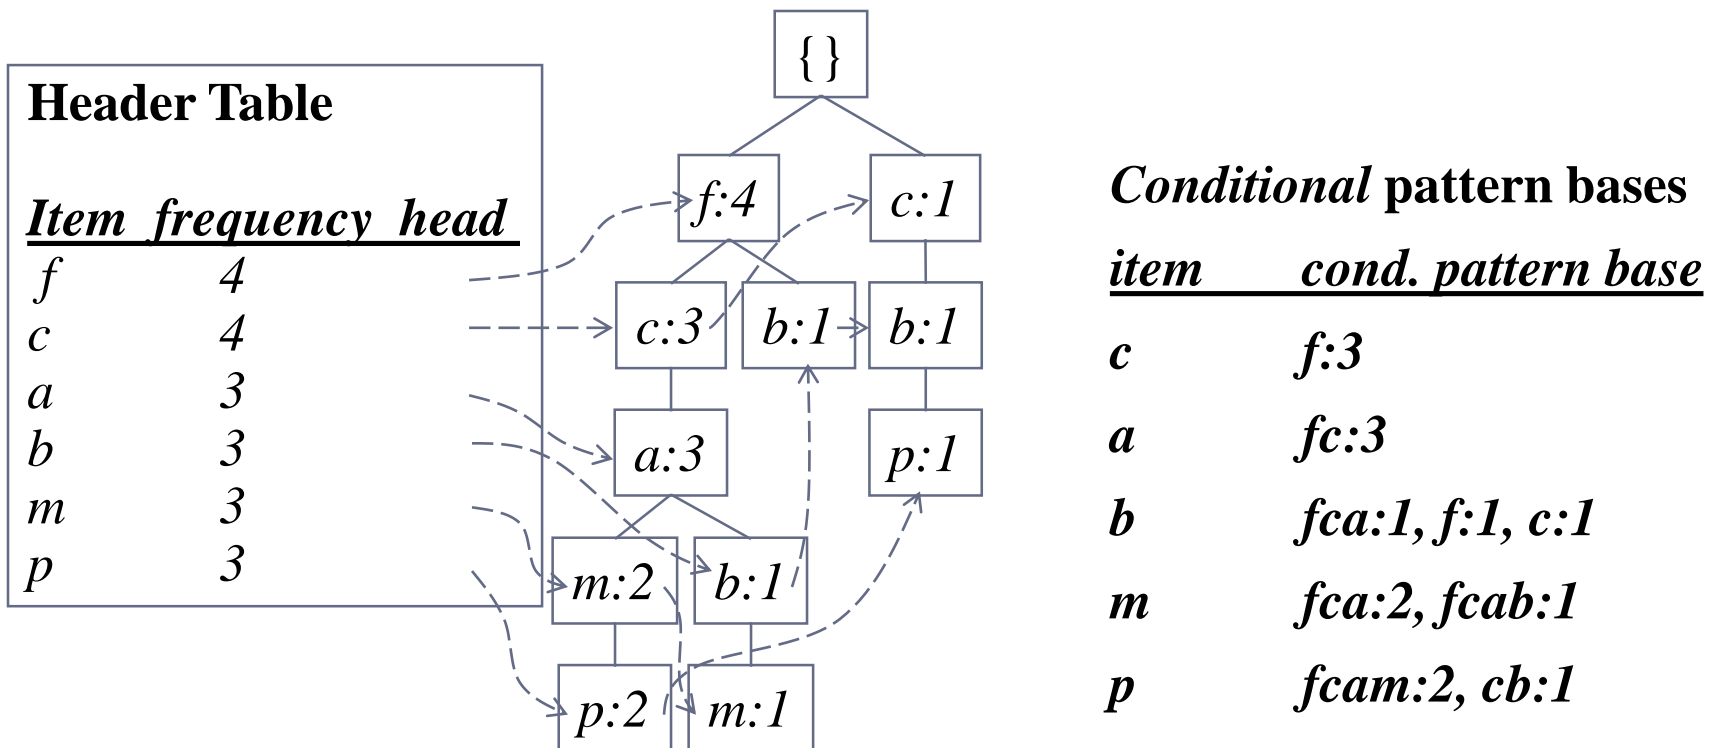 Header Table
Item frequency head
f 4
c 4
a 3
b 3
m 3
p 3
{}
f:4 c:1
c:3 b:1 b:1
a:3 p:1
m:2 b:1
p:2 m:1
Conditional pattern bases
item cond. pattern base
c f:3
a fc:3
b fca:1, f:1, c:1
m fca:2, fcab:1
p fcam:2, cb:1